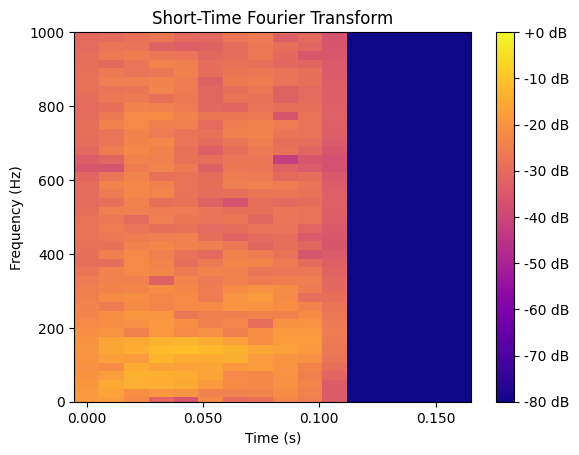 Short-Time Fourier Transform
1000
800
600
400
200
0
Frequency (Hz)
0.000
0.050
0.100
0.150
Time (s)
+0 dB
-10 dB
-20 dB
-30 dB
-40 dB
-50 dB
-60 dB
-70 dB
-80 dB